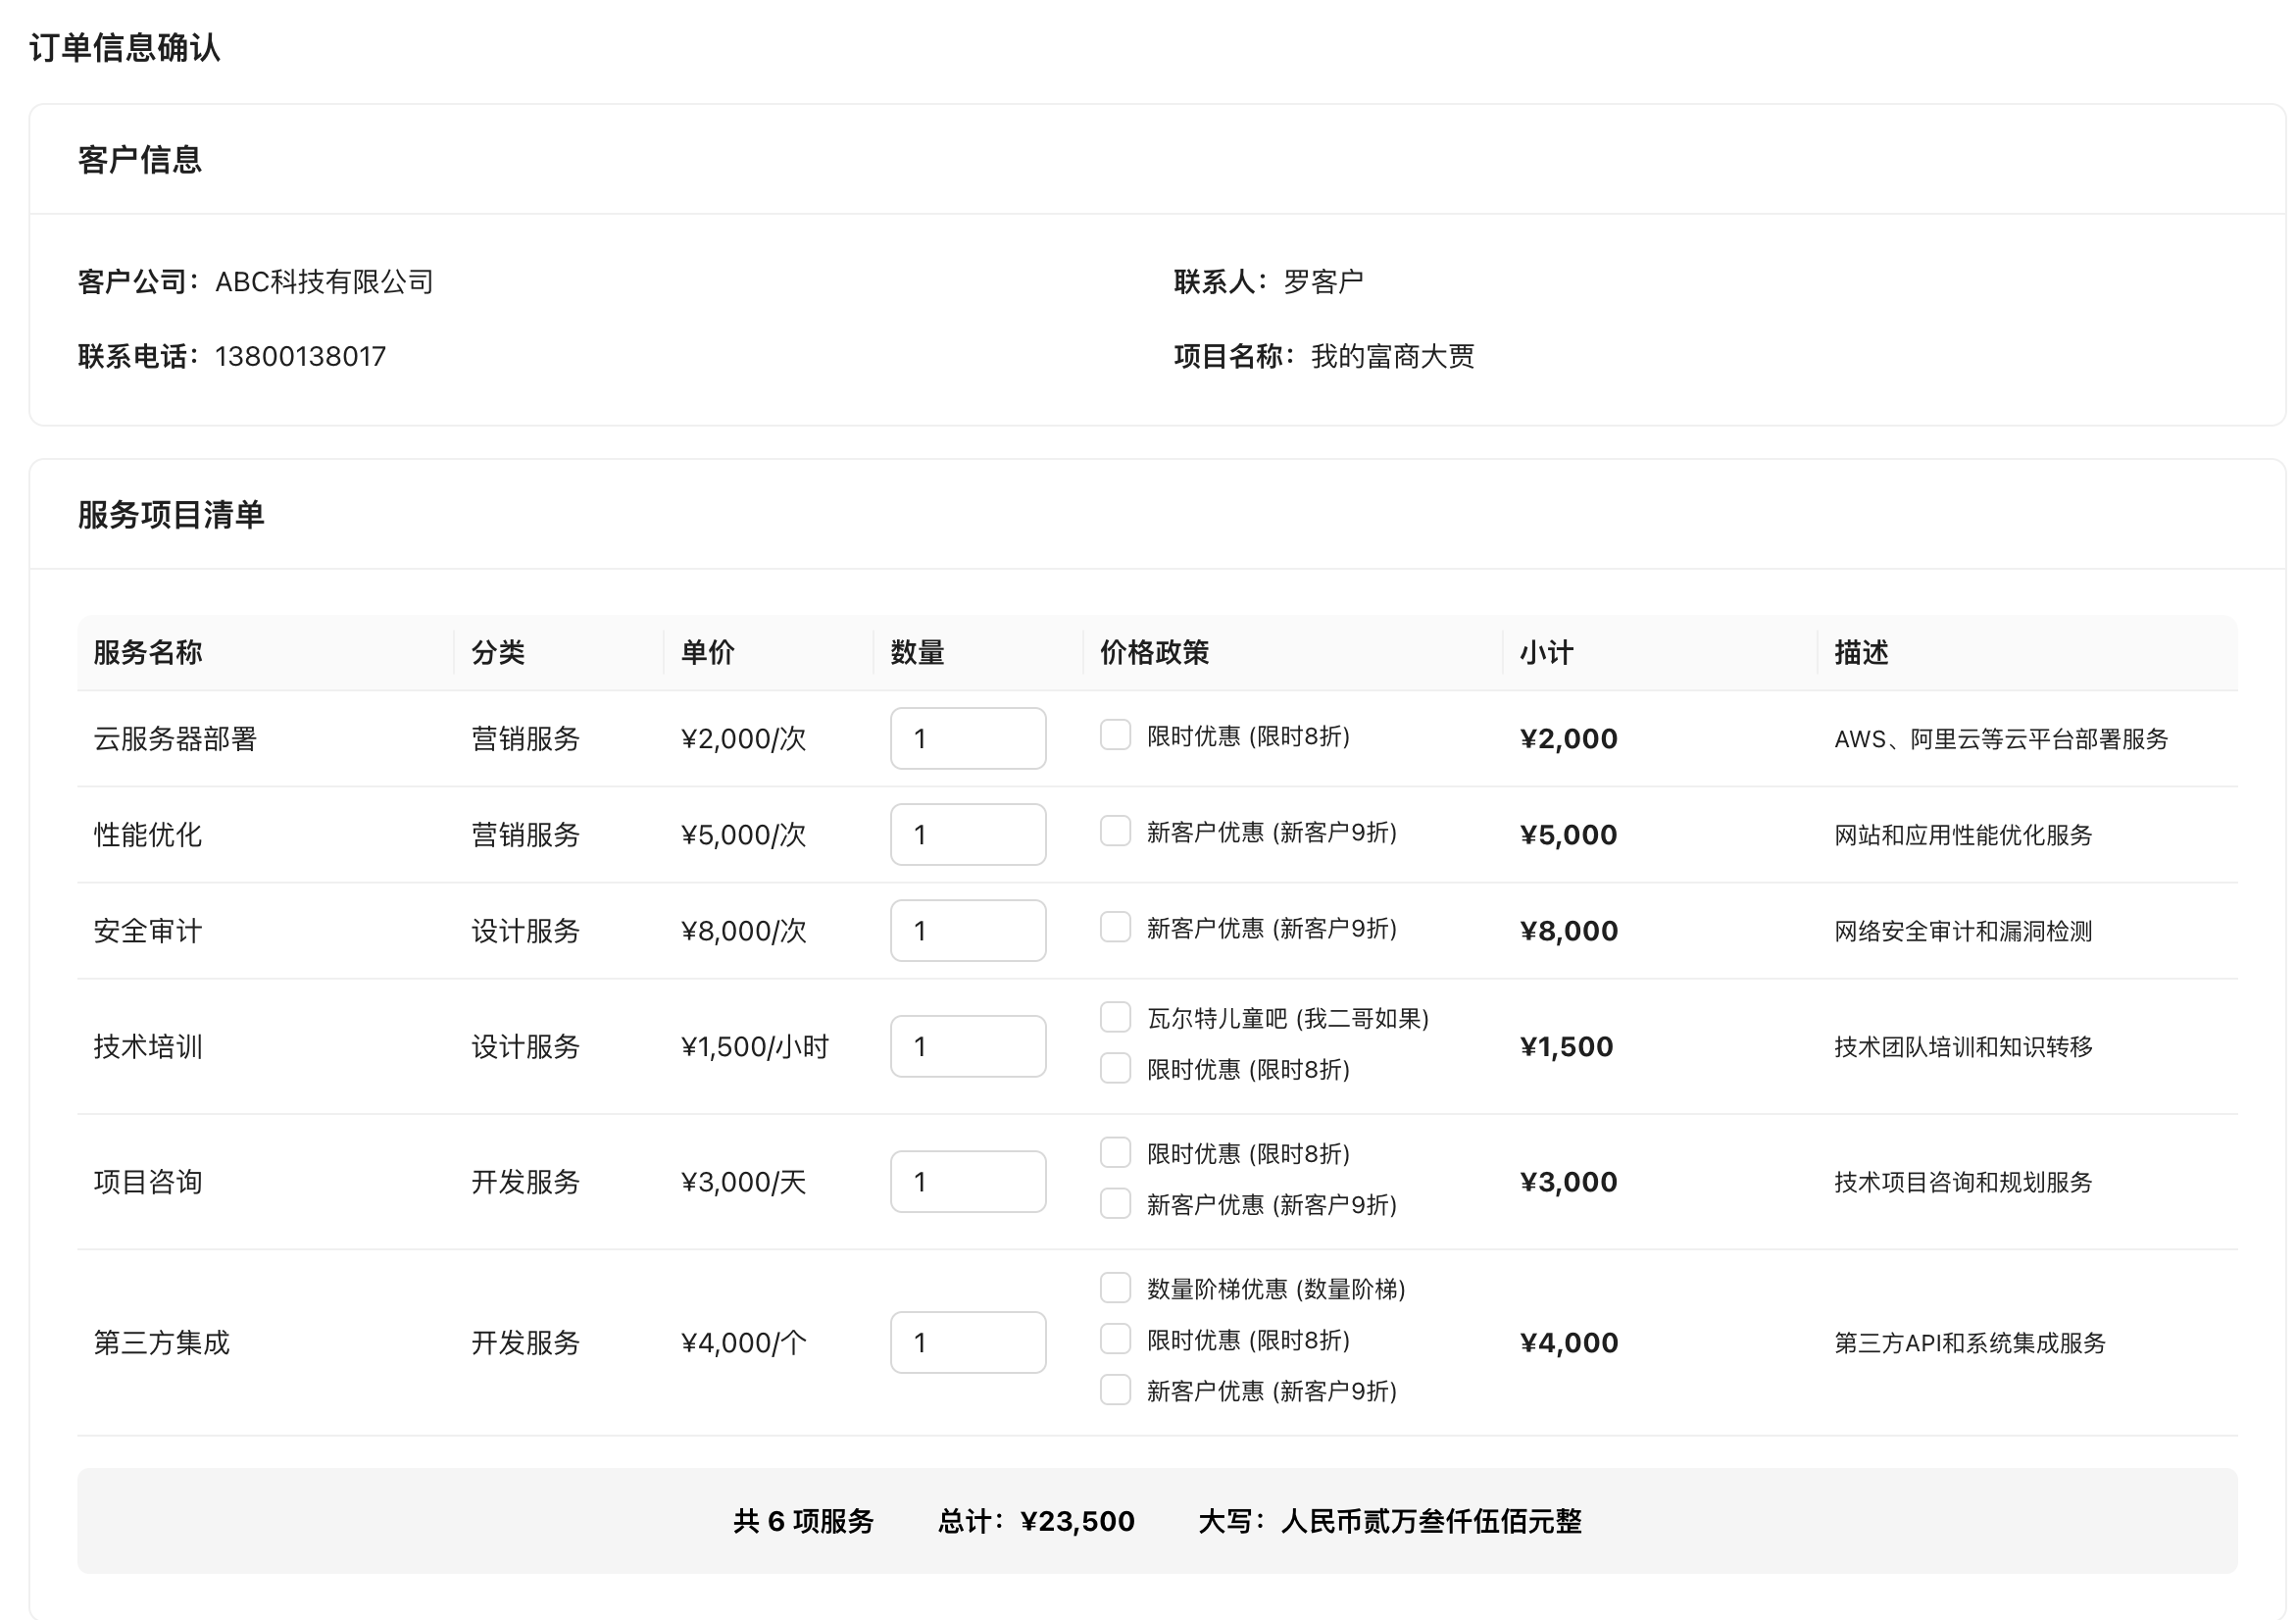 订单信息确认
客户信息
客户公司：ABC科技有限公司 联系人：罗客户
联系电话：13800138017 项目名称：我的富商大贾
服务项目清单
服务名称 分类 单价 数量 价格政策 小计 描述
云服务器部署 营销服务 ¥2,000/次 1 限时优惠 (限时8折) ¥2,000 AWS、阿里云等云平台部署服务
性能优化 营销服务 ¥5,000/次 1 新客户优惠 (新客户9折) ¥5,000 网站和应用性能优化服务
安全审计 设计服务 ¥8,000/次 1 新客户优惠 (新客户9折) ¥8,000 网络安全审计和漏洞检测
技术培训 设计服务 ¥1,500/小时 1 瓦尔特儿童吧 (我二哥如果) ¥1,500 技术团队培训和知识转移
限时优惠 (限时8折)
项目咨询 开发服务 ¥3,000/天 1 限时优惠 (限时8折) ¥3,000 技术项目咨询和规划服务
新客户优惠 (新客户9折)
数量阶梯优惠 (数量阶梯)
第三方集成 开发服务 ¥4,000/个 1 限时优惠 (限时8折) ¥4,000 第三方API和系统集成服务
新客户优惠 (新客户9折)
共 6 项服务 总计：¥23,500 大写：人民币贰万叁仟伍佰元整